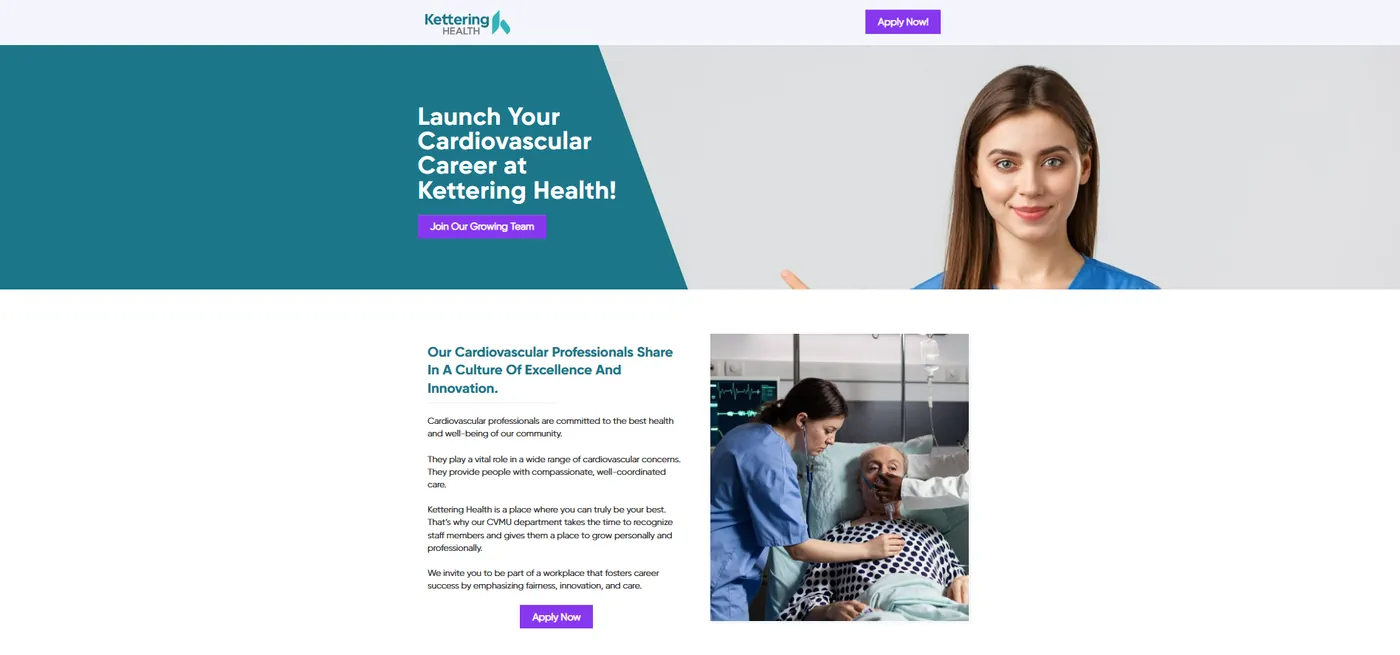 Kettering
HEALTH
Apply Now!
Launch Your
Cardiovascular
Career at
Kettering Health!
Join Our Growing Team
Our Cardiovascular Professionals Share
In A Culture Of Excellence And
Innovation.
Cardiovascular professionals are committed to the best health
and well-being of our community.
They play a vital role in a wide range of cardiovascular concerns.
They provide people with compassionate, well-coordinated
care.
Kettering Health is a place where you can truly be your best.
That's why our CVMU department takes the time to recognize
staff members and gives them a place to grow personally and
professionally.
We invite you to be part of a workplace that fosters career
success by emphasizing fairness, innovation, and care.
Apply Now